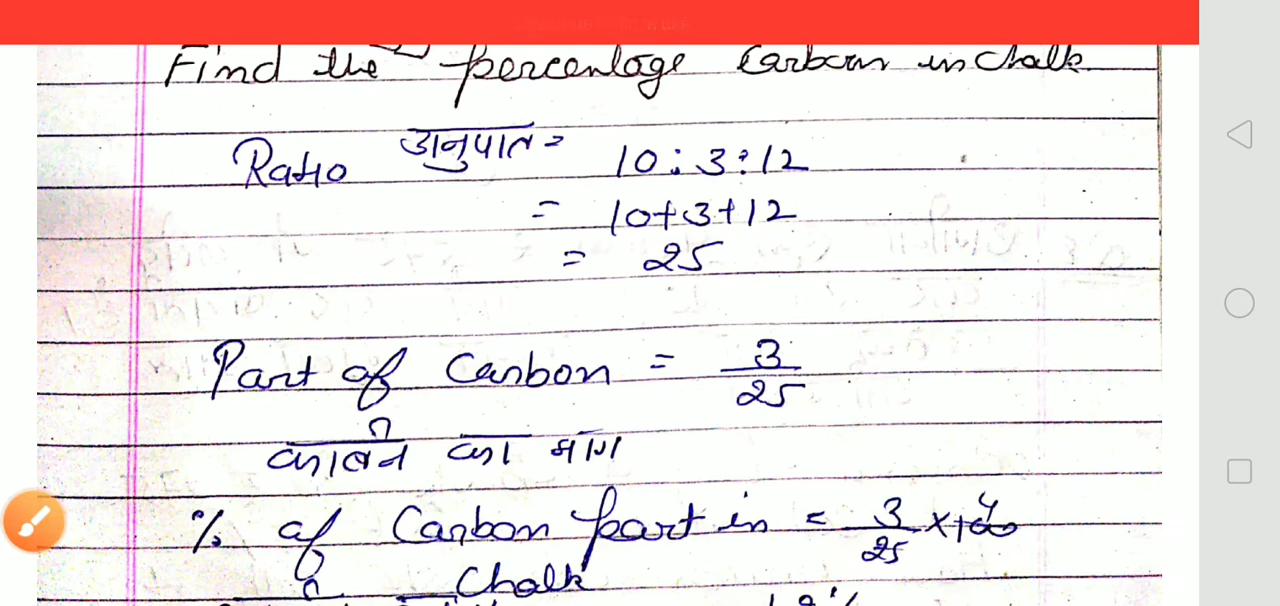 Find the percentage Carbon in Chalk
Ratio अनुपात = 10:3:12
= 10+3+12
= 25
Part of Carbon = 3/25
कार्बन का भाग
% of Carbon part in = 3/25 × 100 4
Chalk